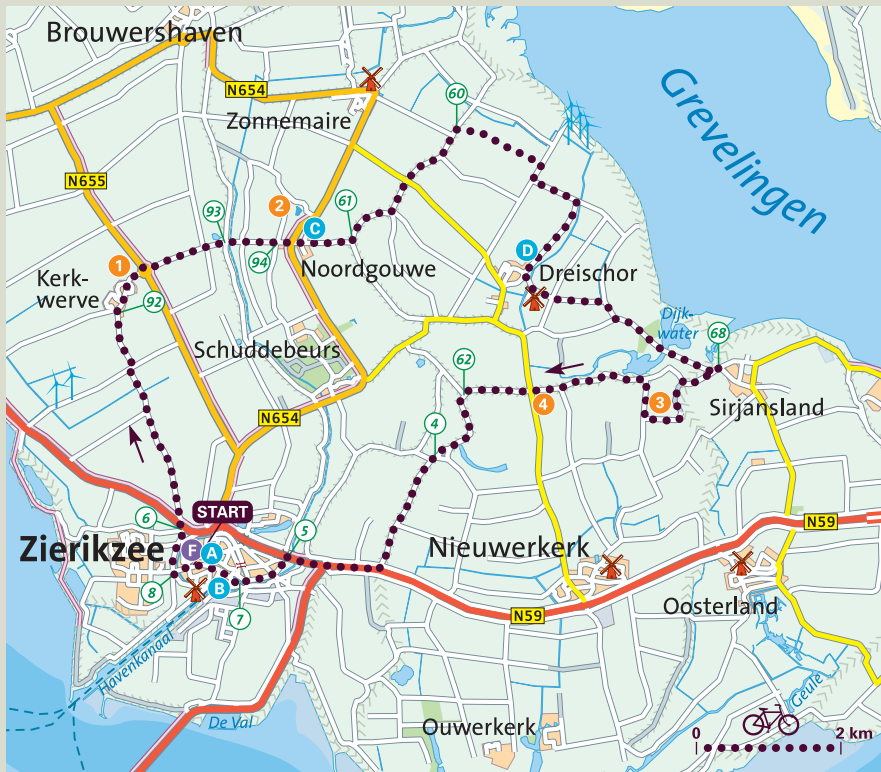 Brouwershaven
N654
60
Zonnemaire
Grevelingen
N655
93
2
61
C
94
D
1
Noordgouwe
Dreischor
Kerk-
werve
92
Dijk-
water
68
Schuddebeurs
62
4
3
Sirjansland
N654
4
START
6
5
N59
Zierikzee
F
A
Nieuwerkerk
8
B
7
N59
Oosterland
Havenkanaal
Geule
De Val
Ouwerkerk
0
2 km